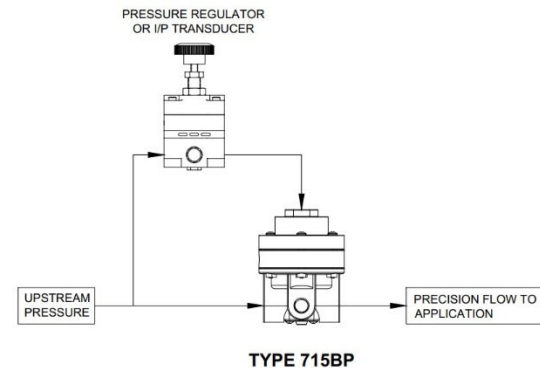 PRESSURE REGULATOR
OR I/P TRANSDUCER
UPSTREAM
PRESSURE
PRECISION FLOW TO
APPLICATION
TYPE 715BP